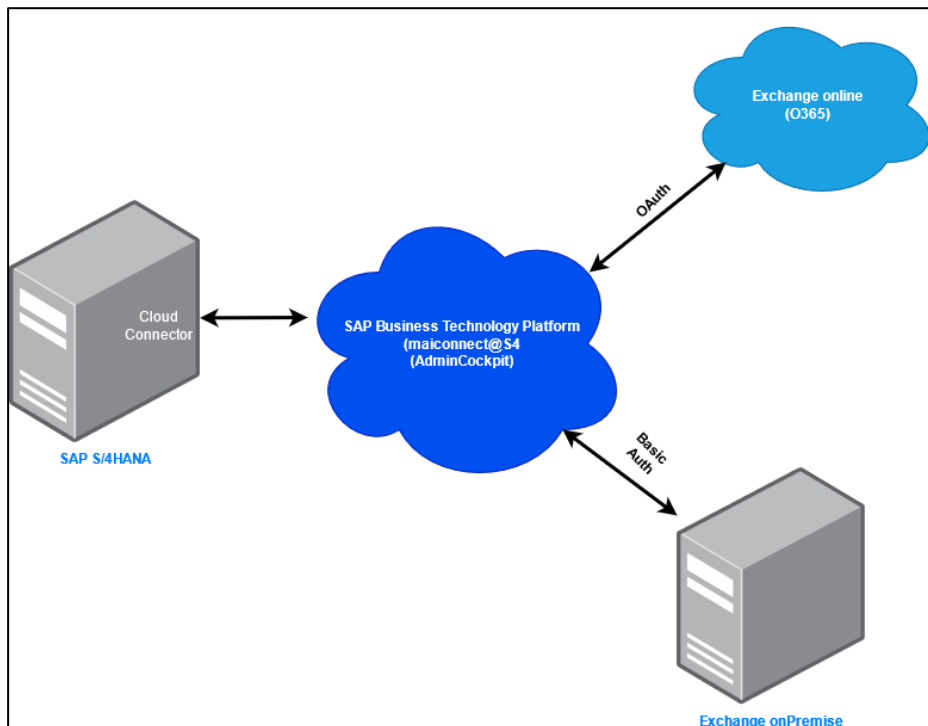 Exchange online
(O365)
OAuth
Cloud
Connector
SAP Business Technology Platform
(maiconnect@S4
(AdminCockpit)
SAP S/4HANA
Basic
Auth
Exchange onPremise